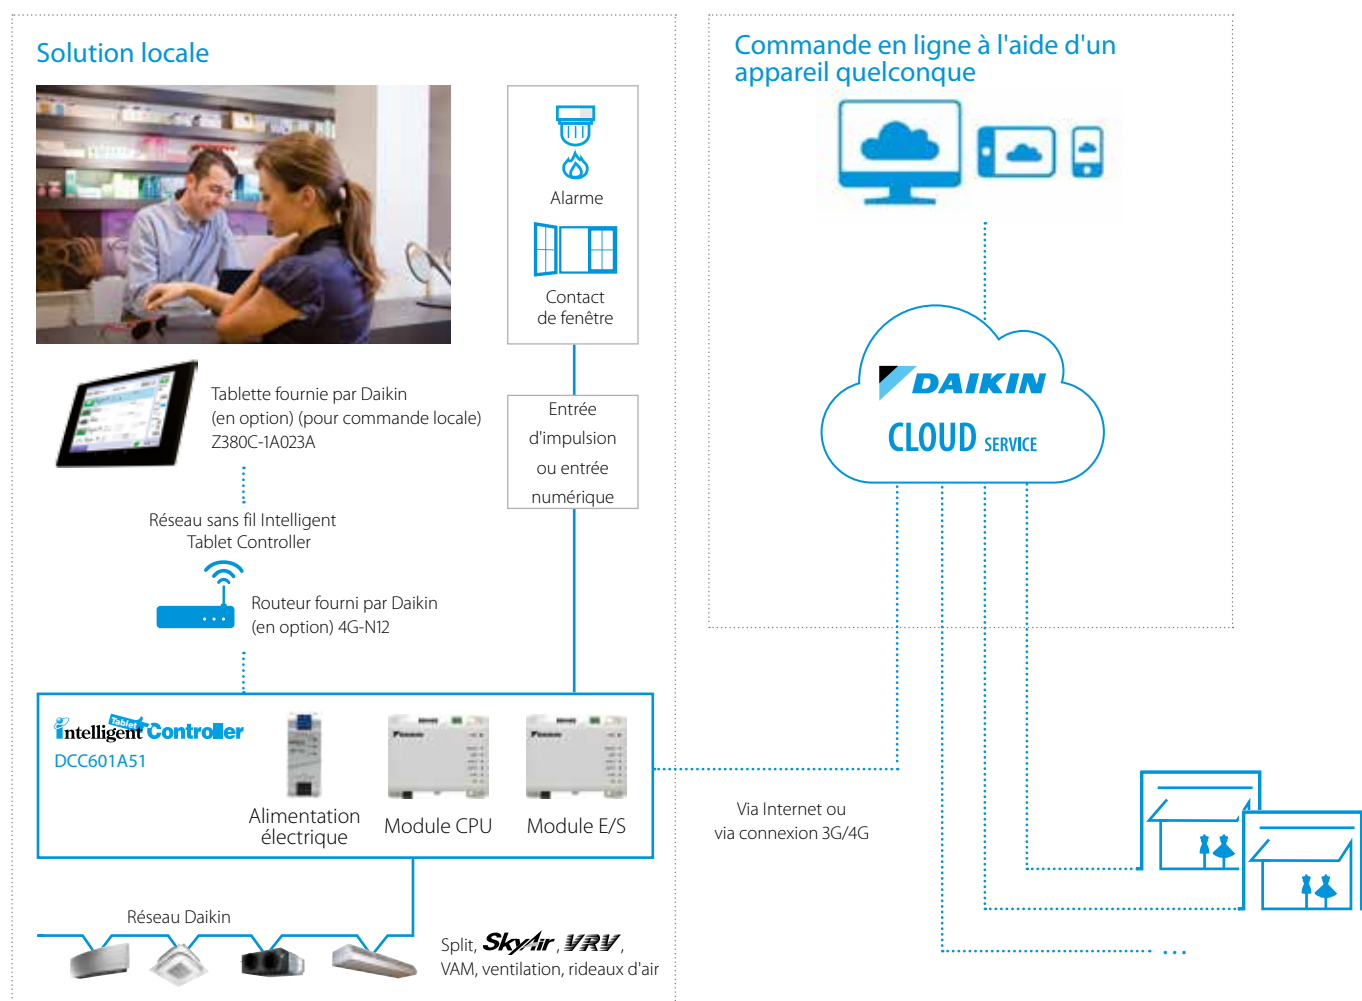 Solution locale
Alarme
Contact
de fenêtre
Tablette fournie par Daikin
(en option) (pour commande locale)
Z380C-1A023A
Entrée
d'impulsion
ou entrée
numérique
Réseau sans fil Intelligent
Tablet Controller
Routeur fourni par Daikin
(en option) 4G-N12
intelligent Tablet Controller
DCC601A51
Alimentation
électrique
Module CPU
Module E/S
Réseau Daikin
Split, SkyAir, VRV,
VAM, ventilation, rideaux d'air
Commande en ligne à l'aide d'un
appareil quelconque
DAIKIN
CLOUD SERVICE
Via Internet ou
via connexion 3G/4G
...